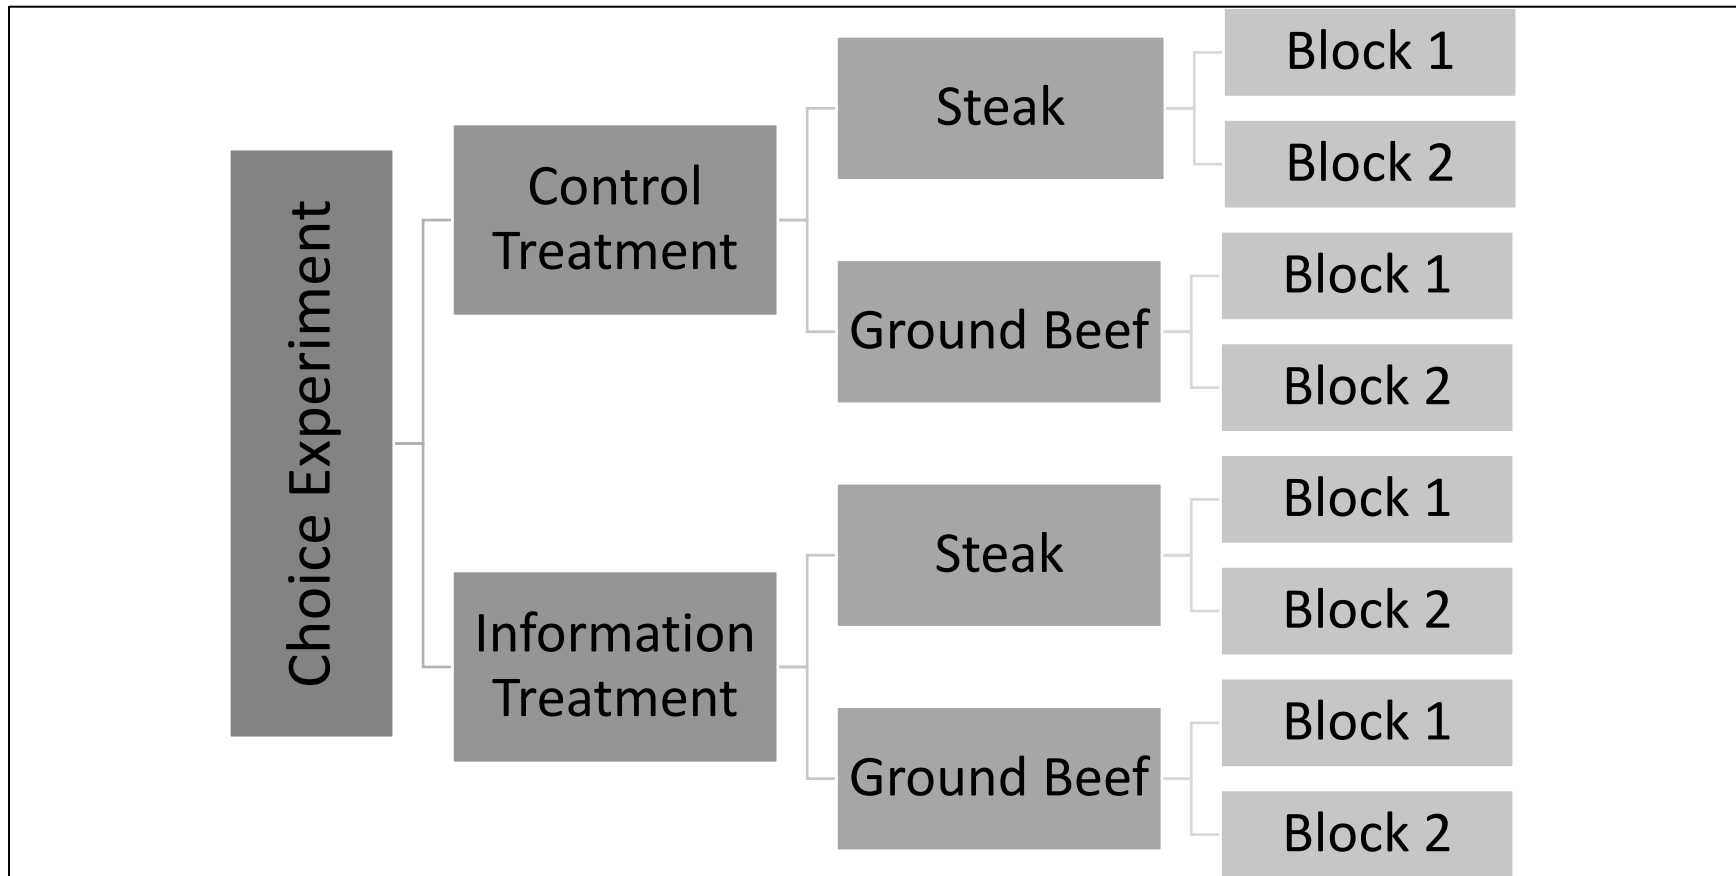 Choice Experiment
Control
Treatment
Steak
Block 1
Block 2
Ground Beef
Block 1
Block 2
Information
Treatment
Steak
Block 1
Block 2
Ground Beef
Block 1
Block 2